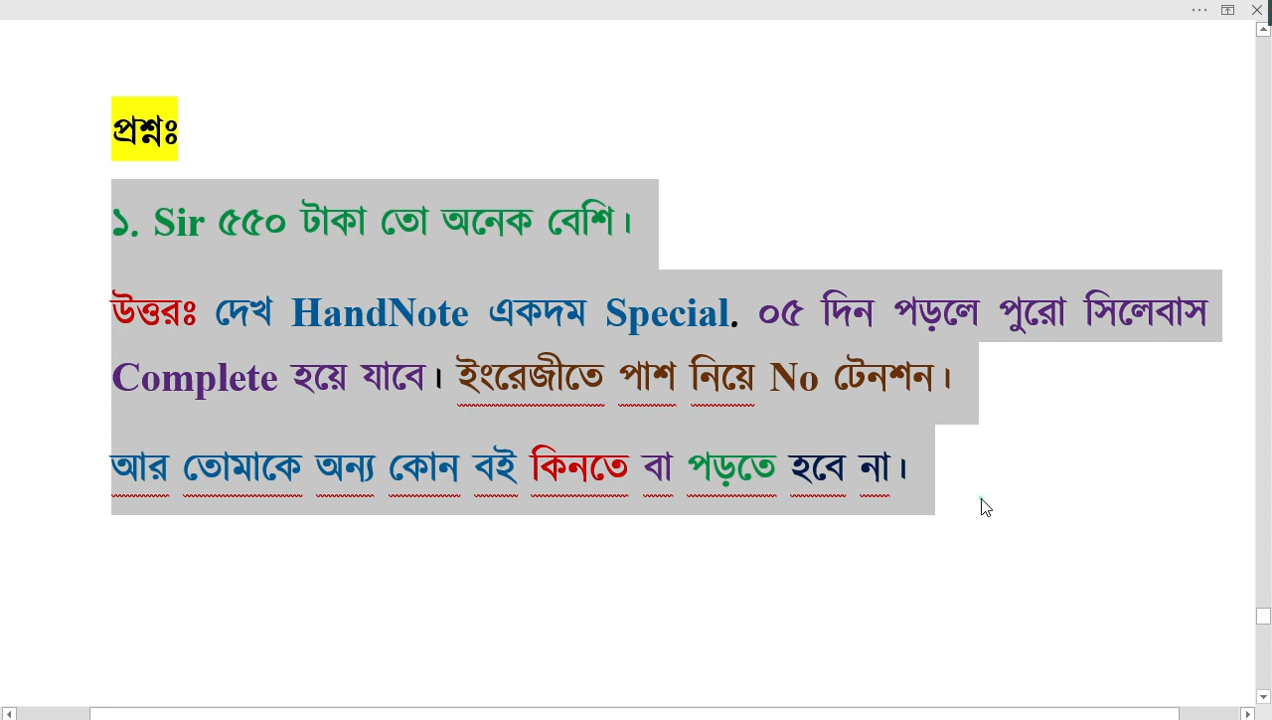 প্রশ্নঃ
১. Sir ৫৫০ টাকা তো অনেক বেশি।
উত্তরঃ দেখ HandNote একদম Special. ০৫ দিন পড়লে পুরো সিলেবাস
Complete হয়ে যাবে। ইংরেজীতে পাশ নিয়ে No টেনশন।
আর তোমাকে অন্য কোন বই কিনতে বা পড়তে হবে না।